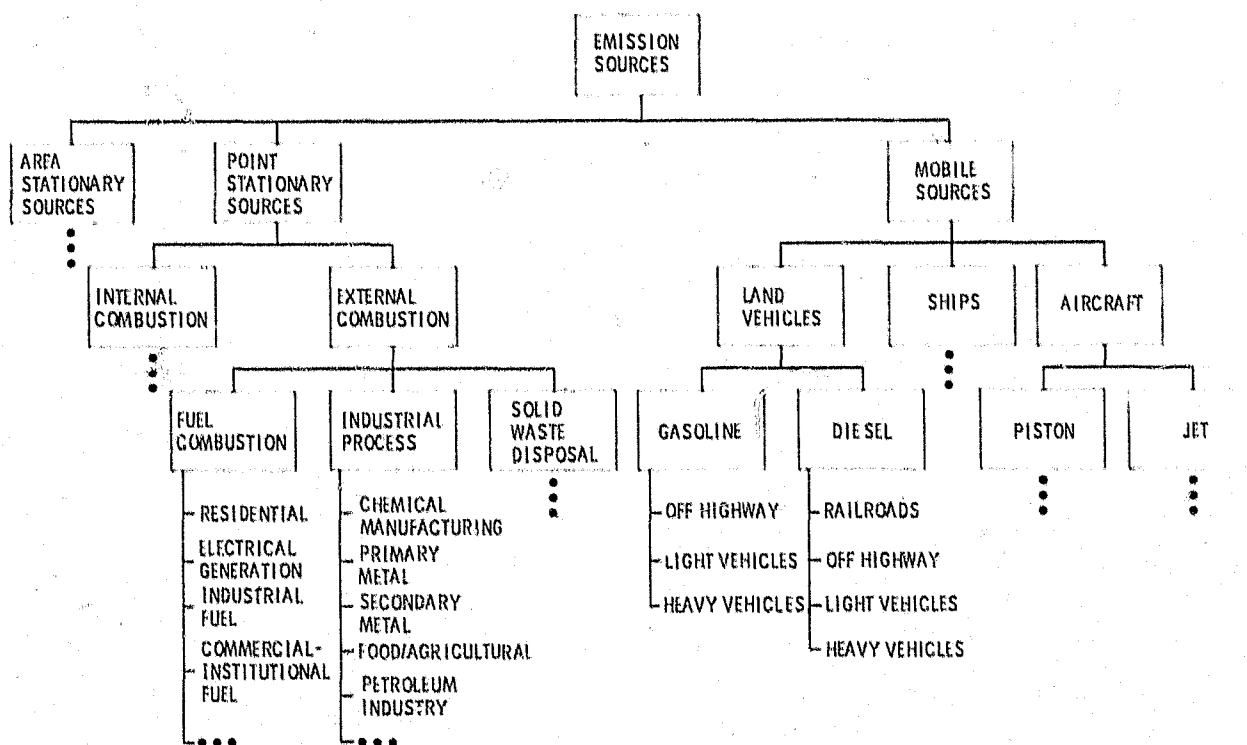 EMISSION
SOURCES
AREA
STATIONARY
SOURCES
POINT
STATIONARY
SOURCES
MOBILE
SOURCES
INTERNAL
COMBUSTION
EXTERNAL
COMBUSTION
LAND
VEHICLES
SHIPS
AIRCRAFT
FUEL
COMBUSTION
INDUSTRIAL
PROCESS
SOLID
WASTE
DISPOSAL
GASOLINE
DIESEL
PISTON
JET
RESIDENTIAL
ELECTRICAL
GENERATION
INDUSTRIAL
FUEL
COMMERCIAL-
INSTITUTIONAL
FUEL
CHEMICAL
MANUFACTURING
PRIMARY
METAL
SECONDARY
METAL
FOOD/AGRICULTURAL
PETROLEUM
INDUSTRY
OFF HIGHWAY
LIGHT VEHICLES
HEAVY VEHICLES
RAILROADS
OFF HIGHWAY
LIGHT VEHICLES
HEAVY VEHICLES